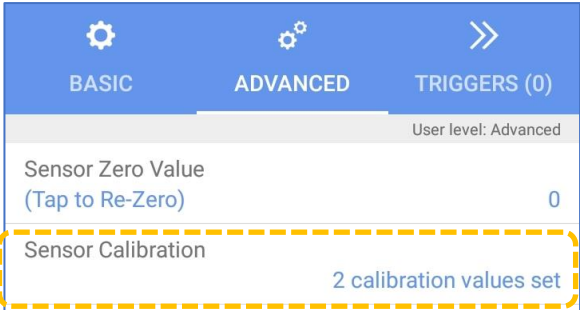 BASIC ADVANCED TRIGGERS (0)
User level: Advanced
Sensor Zero Value
(Tap to Re-Zero) 0
Sensor Calibration
2 calibration values set